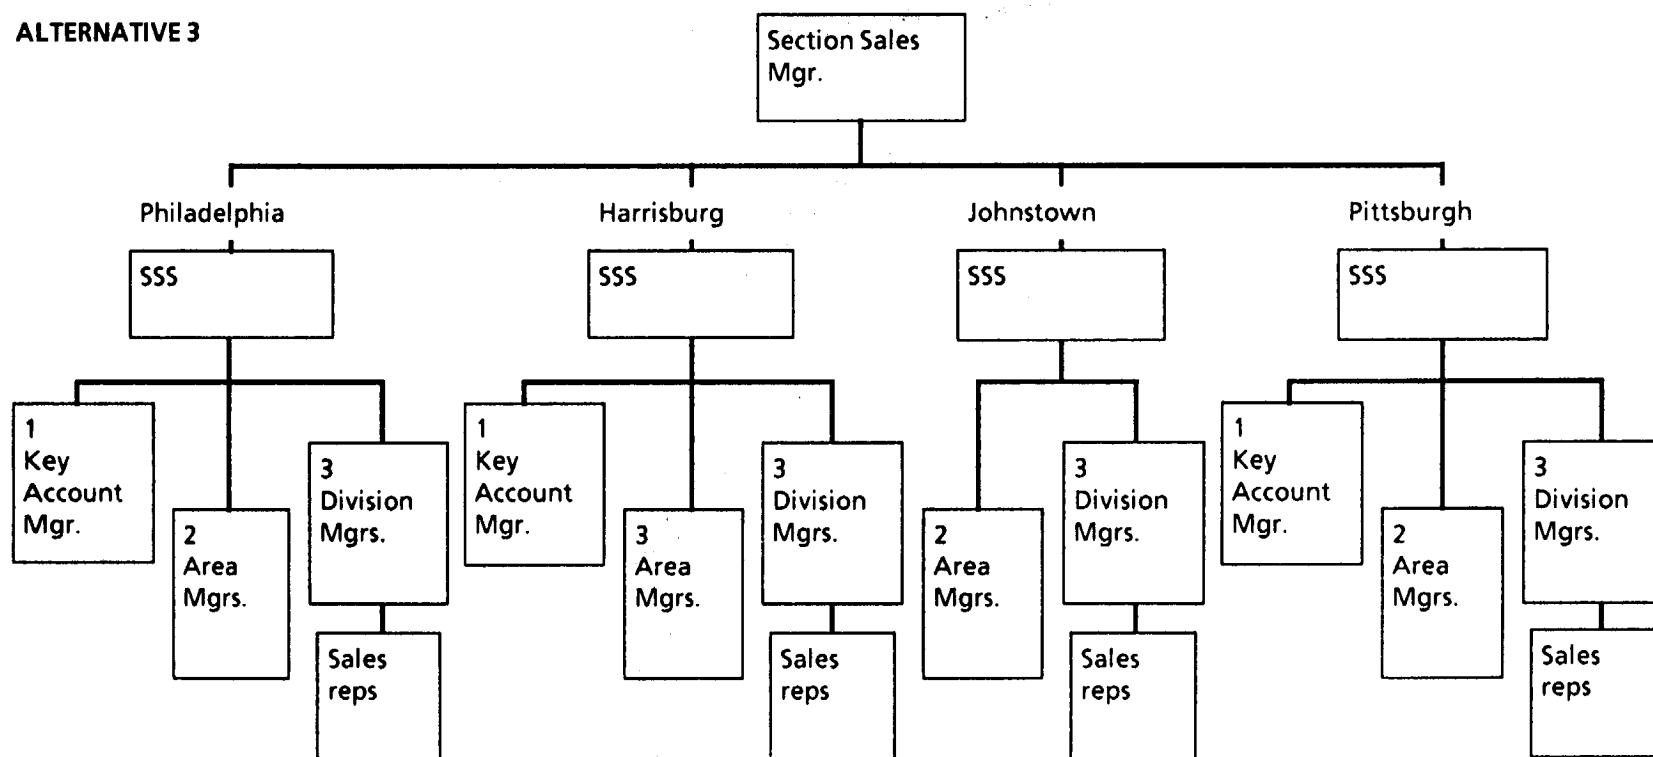 ALTERNATIVE 3
Section Sales
Mgr.
Philadelphia
Harrisburg
Johnstown
Pittsburgh
SSS
SSS
SSS
SSS
1
Key
Account
Mgr.
2
Area
Mgrs.
3
Division
Mgrs.
Sales
reps
1
Key
Account
Mgr.
3
Area
Mgrs.
3
Division
Mgrs.
Sales
reps
2
Area
Mgrs.
3
Division
Mgrs.
Sales
reps
1
Key
Account
Mgr.
2
Area
Mgrs.
3
Division
Mgrs.
Sales
reps